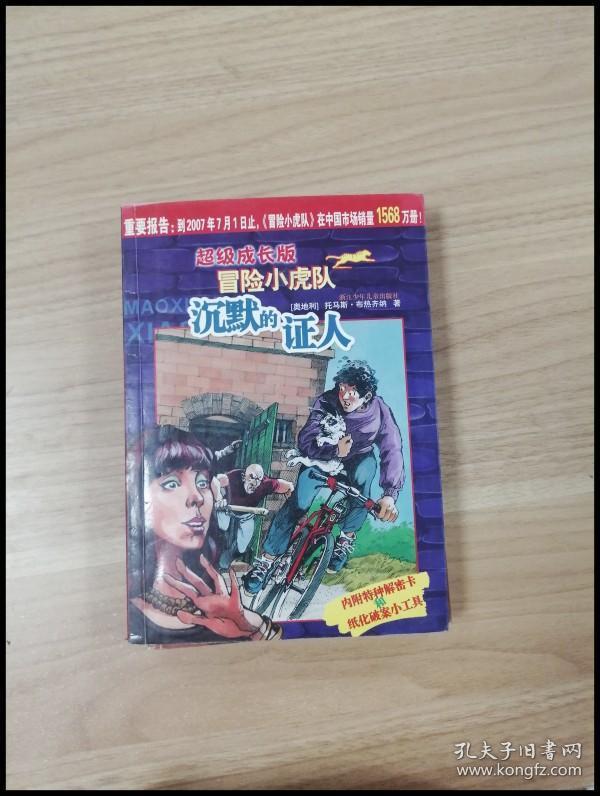 重要报告：到2007年7月1日止，《冒险小虎队》在中国市场销量1568万册！
超级成长版
冒险小虎队
浙江少年儿童出版社
MAOXI
XIA
[奥地利] 托马斯·布热齐纳 著
沉默的证人
内附特种解密卡
和
纸化破案小工具
孔夫子旧书网
www.kongfz.com